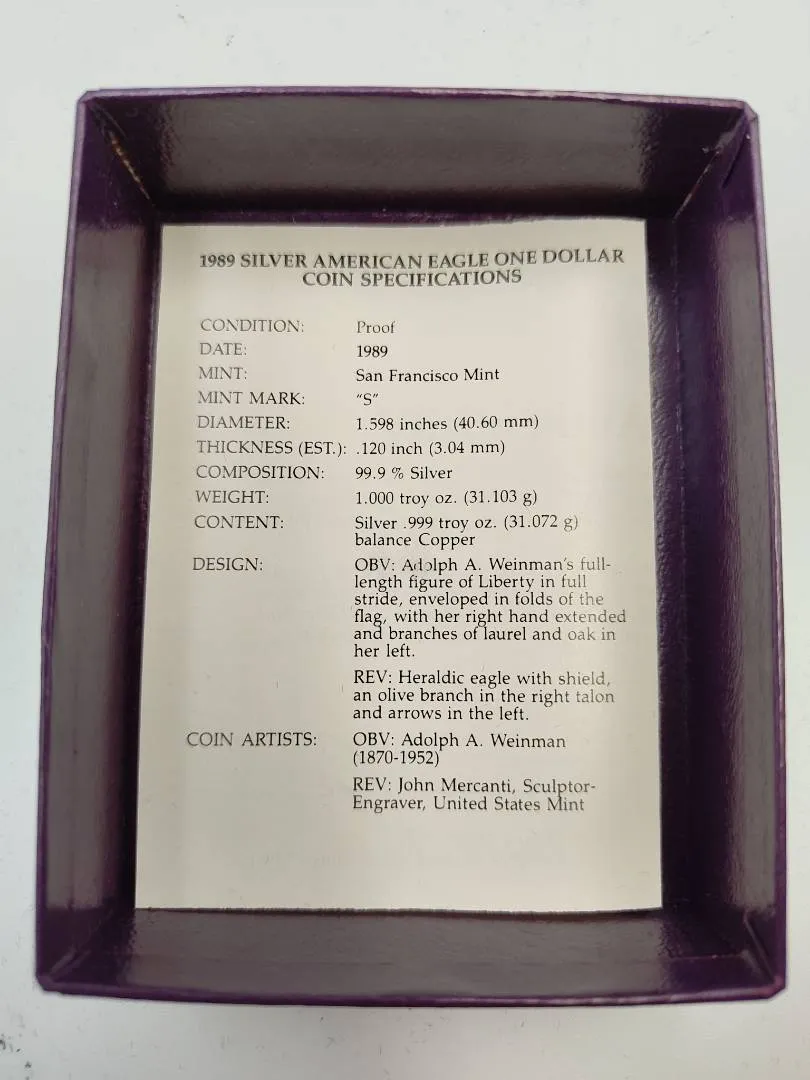 1989 SILVER AMERICAN EAGLE ONE DOLLAR
COIN SPECIFICATIONS
CONDITION: Proof
DATE: 1989
MINT: San Francisco Mint
MINT MARK: "S"
DIAMETER: 1.598 inches (40.60 mm)
THICKNESS (EST.): .120 inch (3.04 mm)
COMPOSITION: 99.9 % Silver
WEIGHT: 1.000 troy oz. (31.103 g)
CONTENT: Silver .999 troy oz. (31.072 g)
balance Copper
DESIGN: OBV: Adolph A. Weinman's full-
length figure of Liberty in full
stride, enveloped in folds of the
flag, with her right hand extended
and branches of laurel and oak in
her left.
REV: Heraldic eagle with shield,
an olive branch in the right talon
and arrows in the left.
COIN ARTISTS: OBV: Adolph A. Weinman
(1870-1952)
REV: John Mercanti, Sculptor-
Engraver, United States Mint